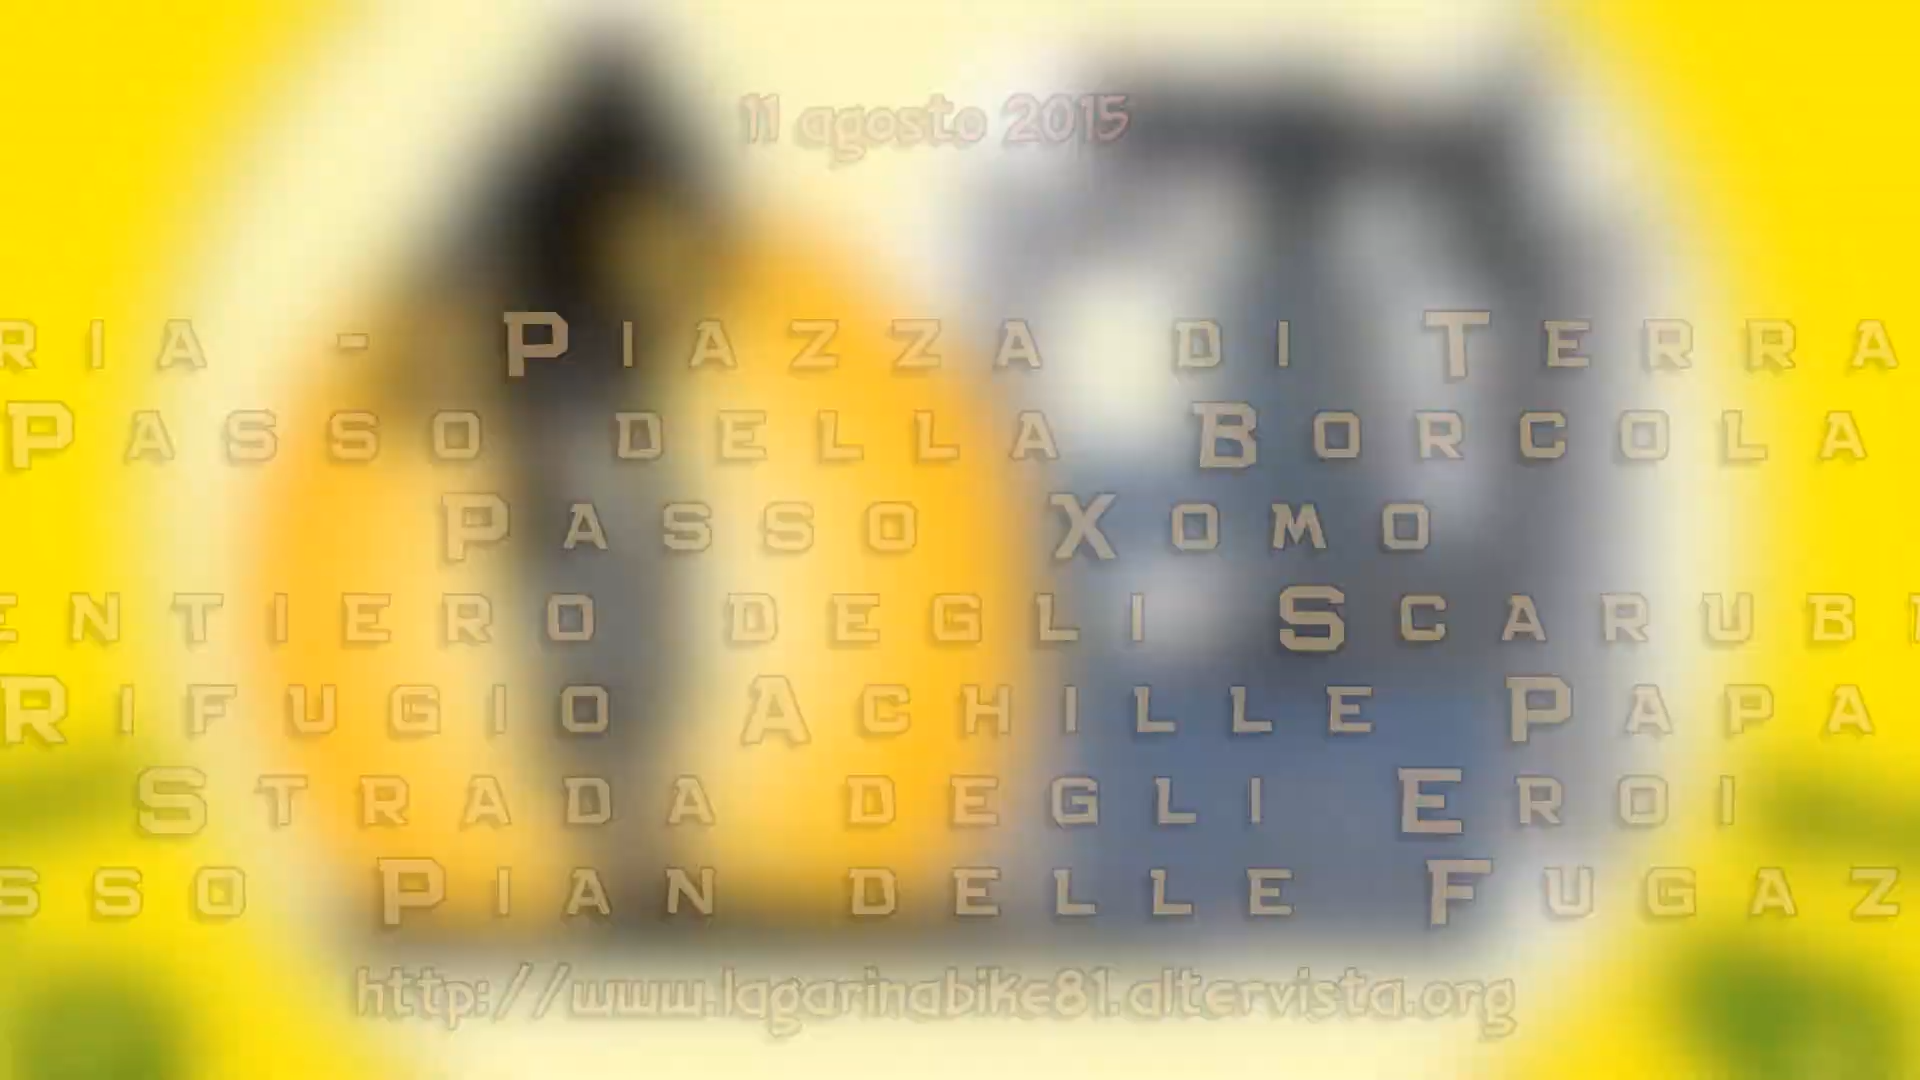 11 agosto 2015
RIA - Piazza di Terra
Passo della Borcola
Passo Xomo
entiero degli Scarub
Rifugio Achille Papa
Strada degli Eroi
sso Pian delle Fugaz
http://www.lagarinabike81.altervista.org